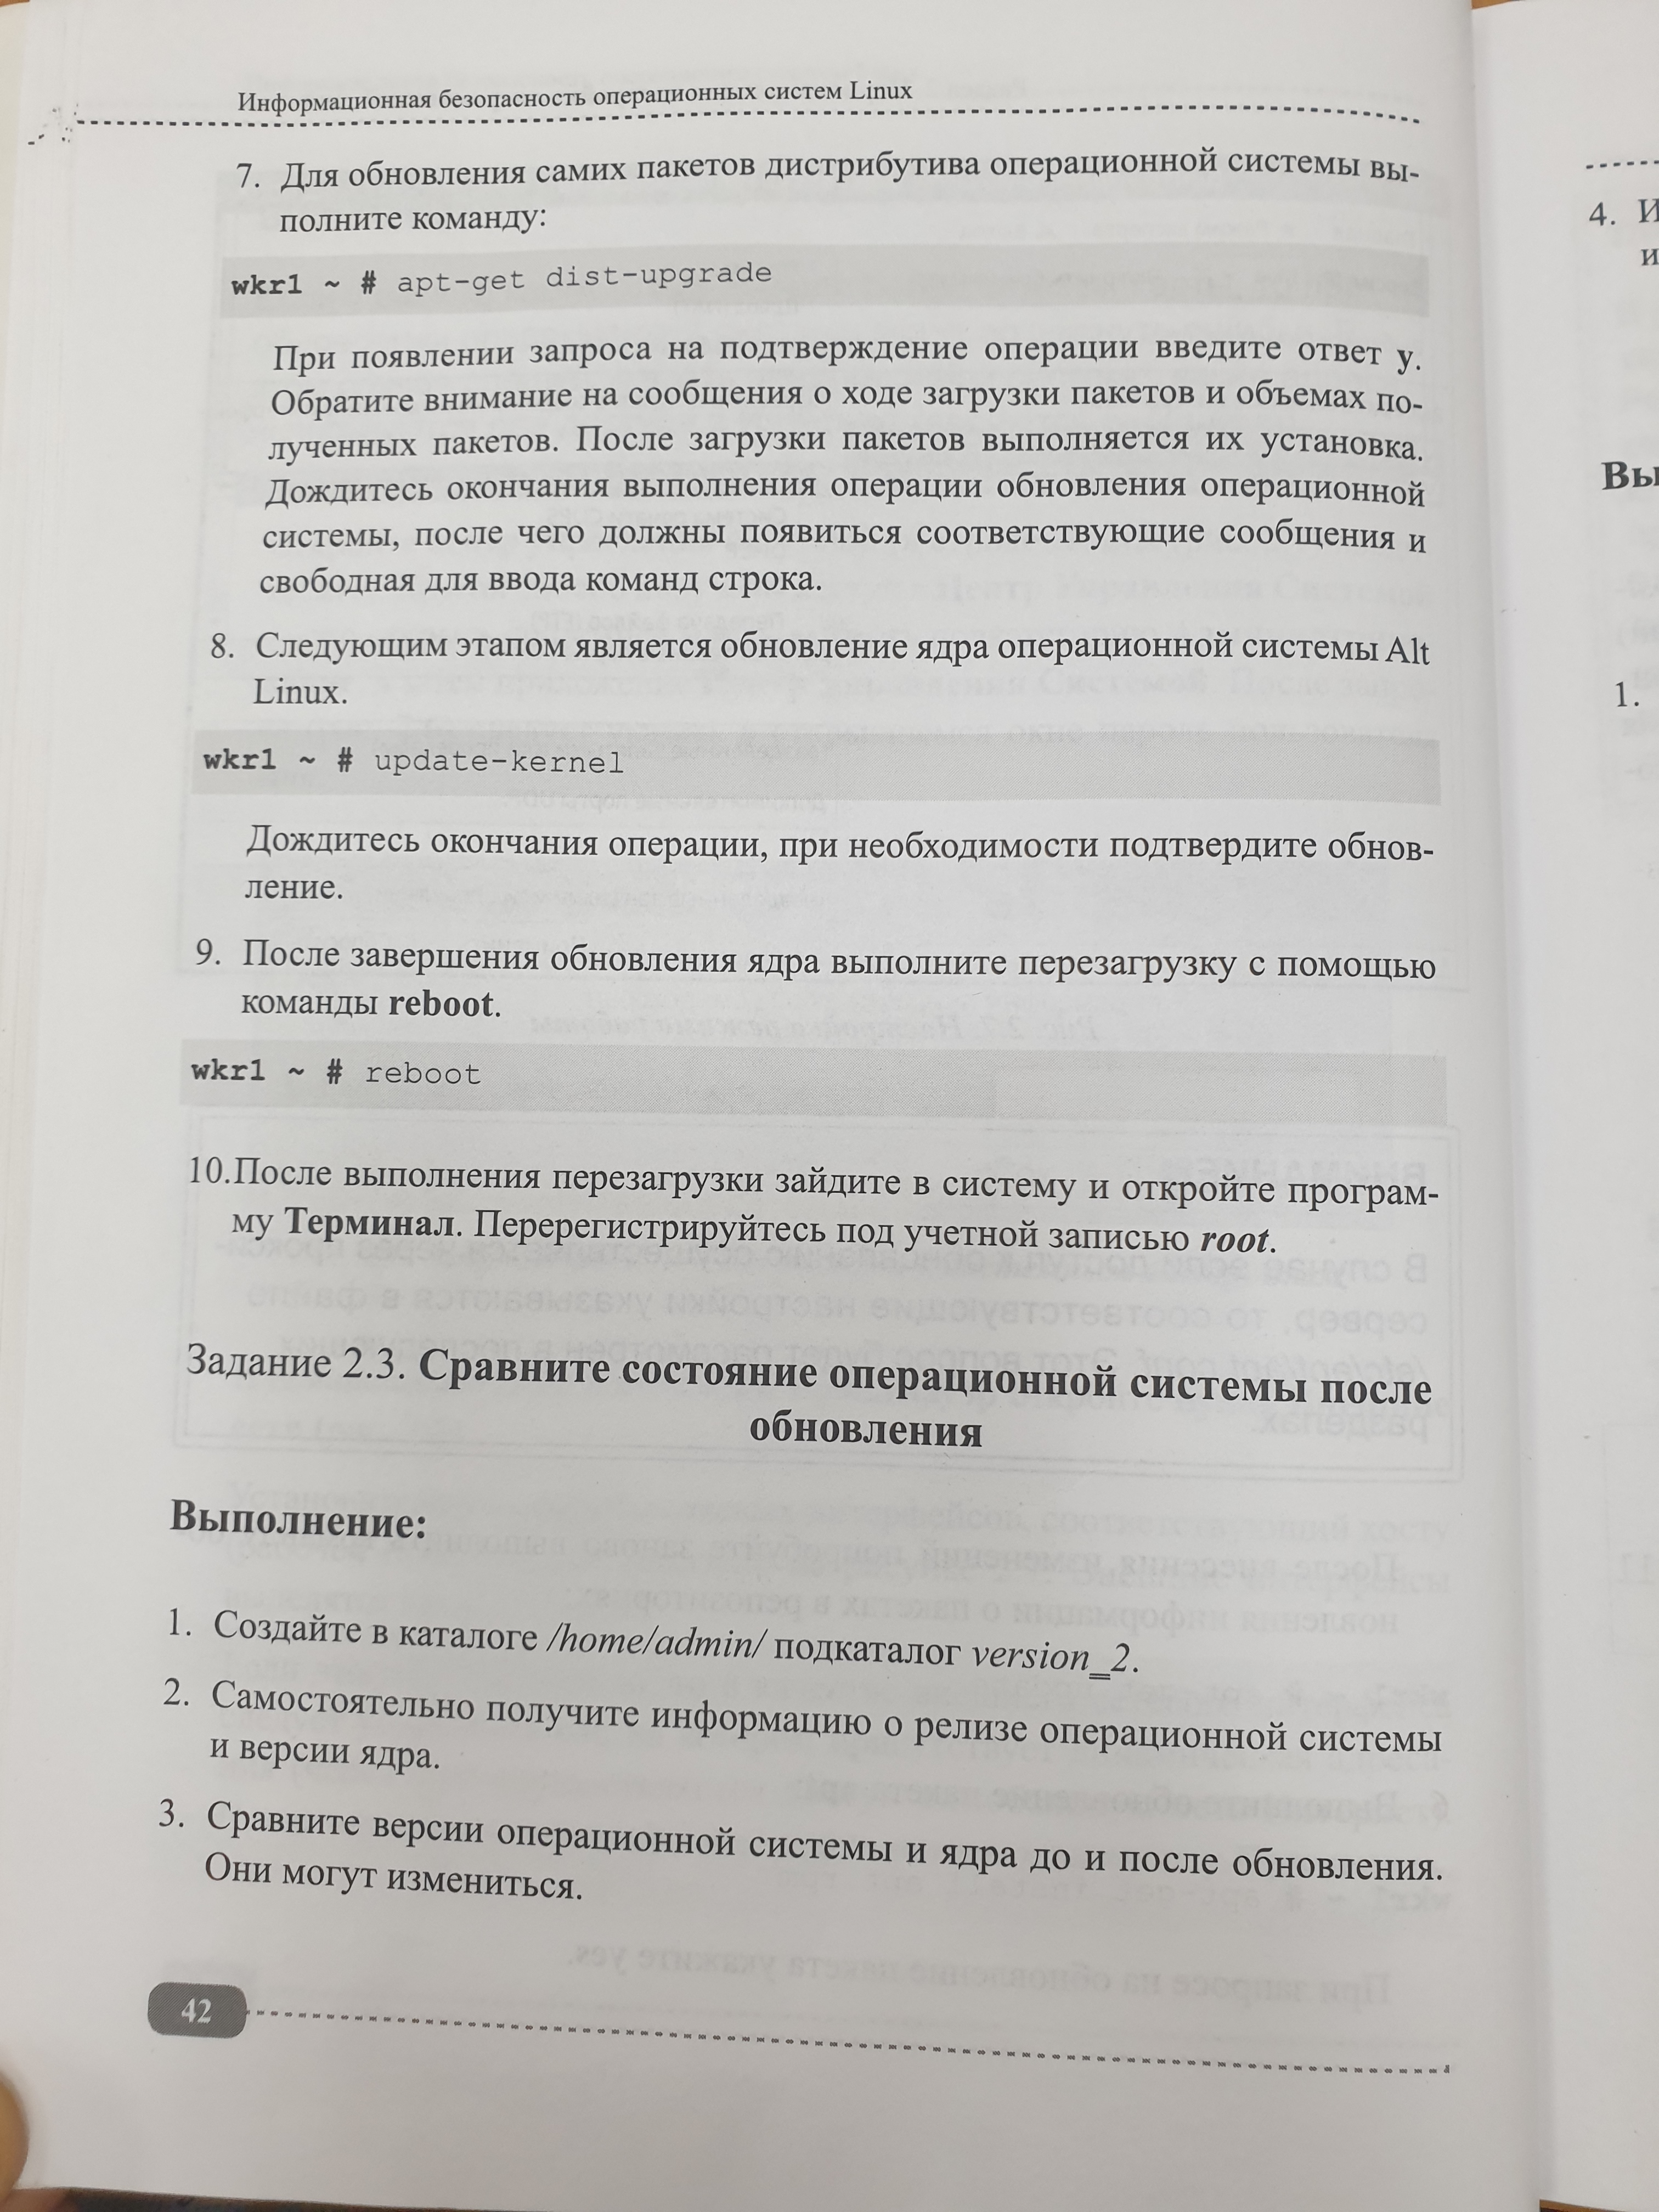 Информационная безопасность операционных систем Linux
7. Для обновления самих пакетов дистрибутива операционной системы вы-
полните команду:
wkr1 ~ # apt-get dist-upgrade
При появлении запроса на подтверждение операции введите ответ y.
Обратите внимание на сообщения о ходе загрузки пакетов и объемах по-
лученных пакетов. После загрузки пакетов выполняется их установка.
Дождитесь окончания выполнения операции обновления операционной
системы, после чего должны появиться соответствующие сообщения и
свободная для ввода команд строка.
8. Следующим этапом является обновление ядра операционной системы Alt
Linux.
wkr1 ~ # update-kernel
Дождитесь окончания операции, при необходимости подтвердите обнов-
ление.
9. После завершения обновления ядра выполните перезагрузку с помощью
команды reboot.
wkr1 ~ # reboot
10.После выполнения перезагрузки зайдите в систему и откройте програм-
му Терминал. Перерегистрируйтесь под учетной записью root.
Задание 2.3. Сравните состояние операционной системы после
обновления
Выполнение:
1. Создайте в каталоге /home/admin/ подкаталог version_2.
2. Самостоятельно получите информацию о релизе операционной системы
и версии ядра.
3. Сравните версии операционной системы и ядра до и после обновления.
Они могут измениться.
42
4. И
и
Вы
1.